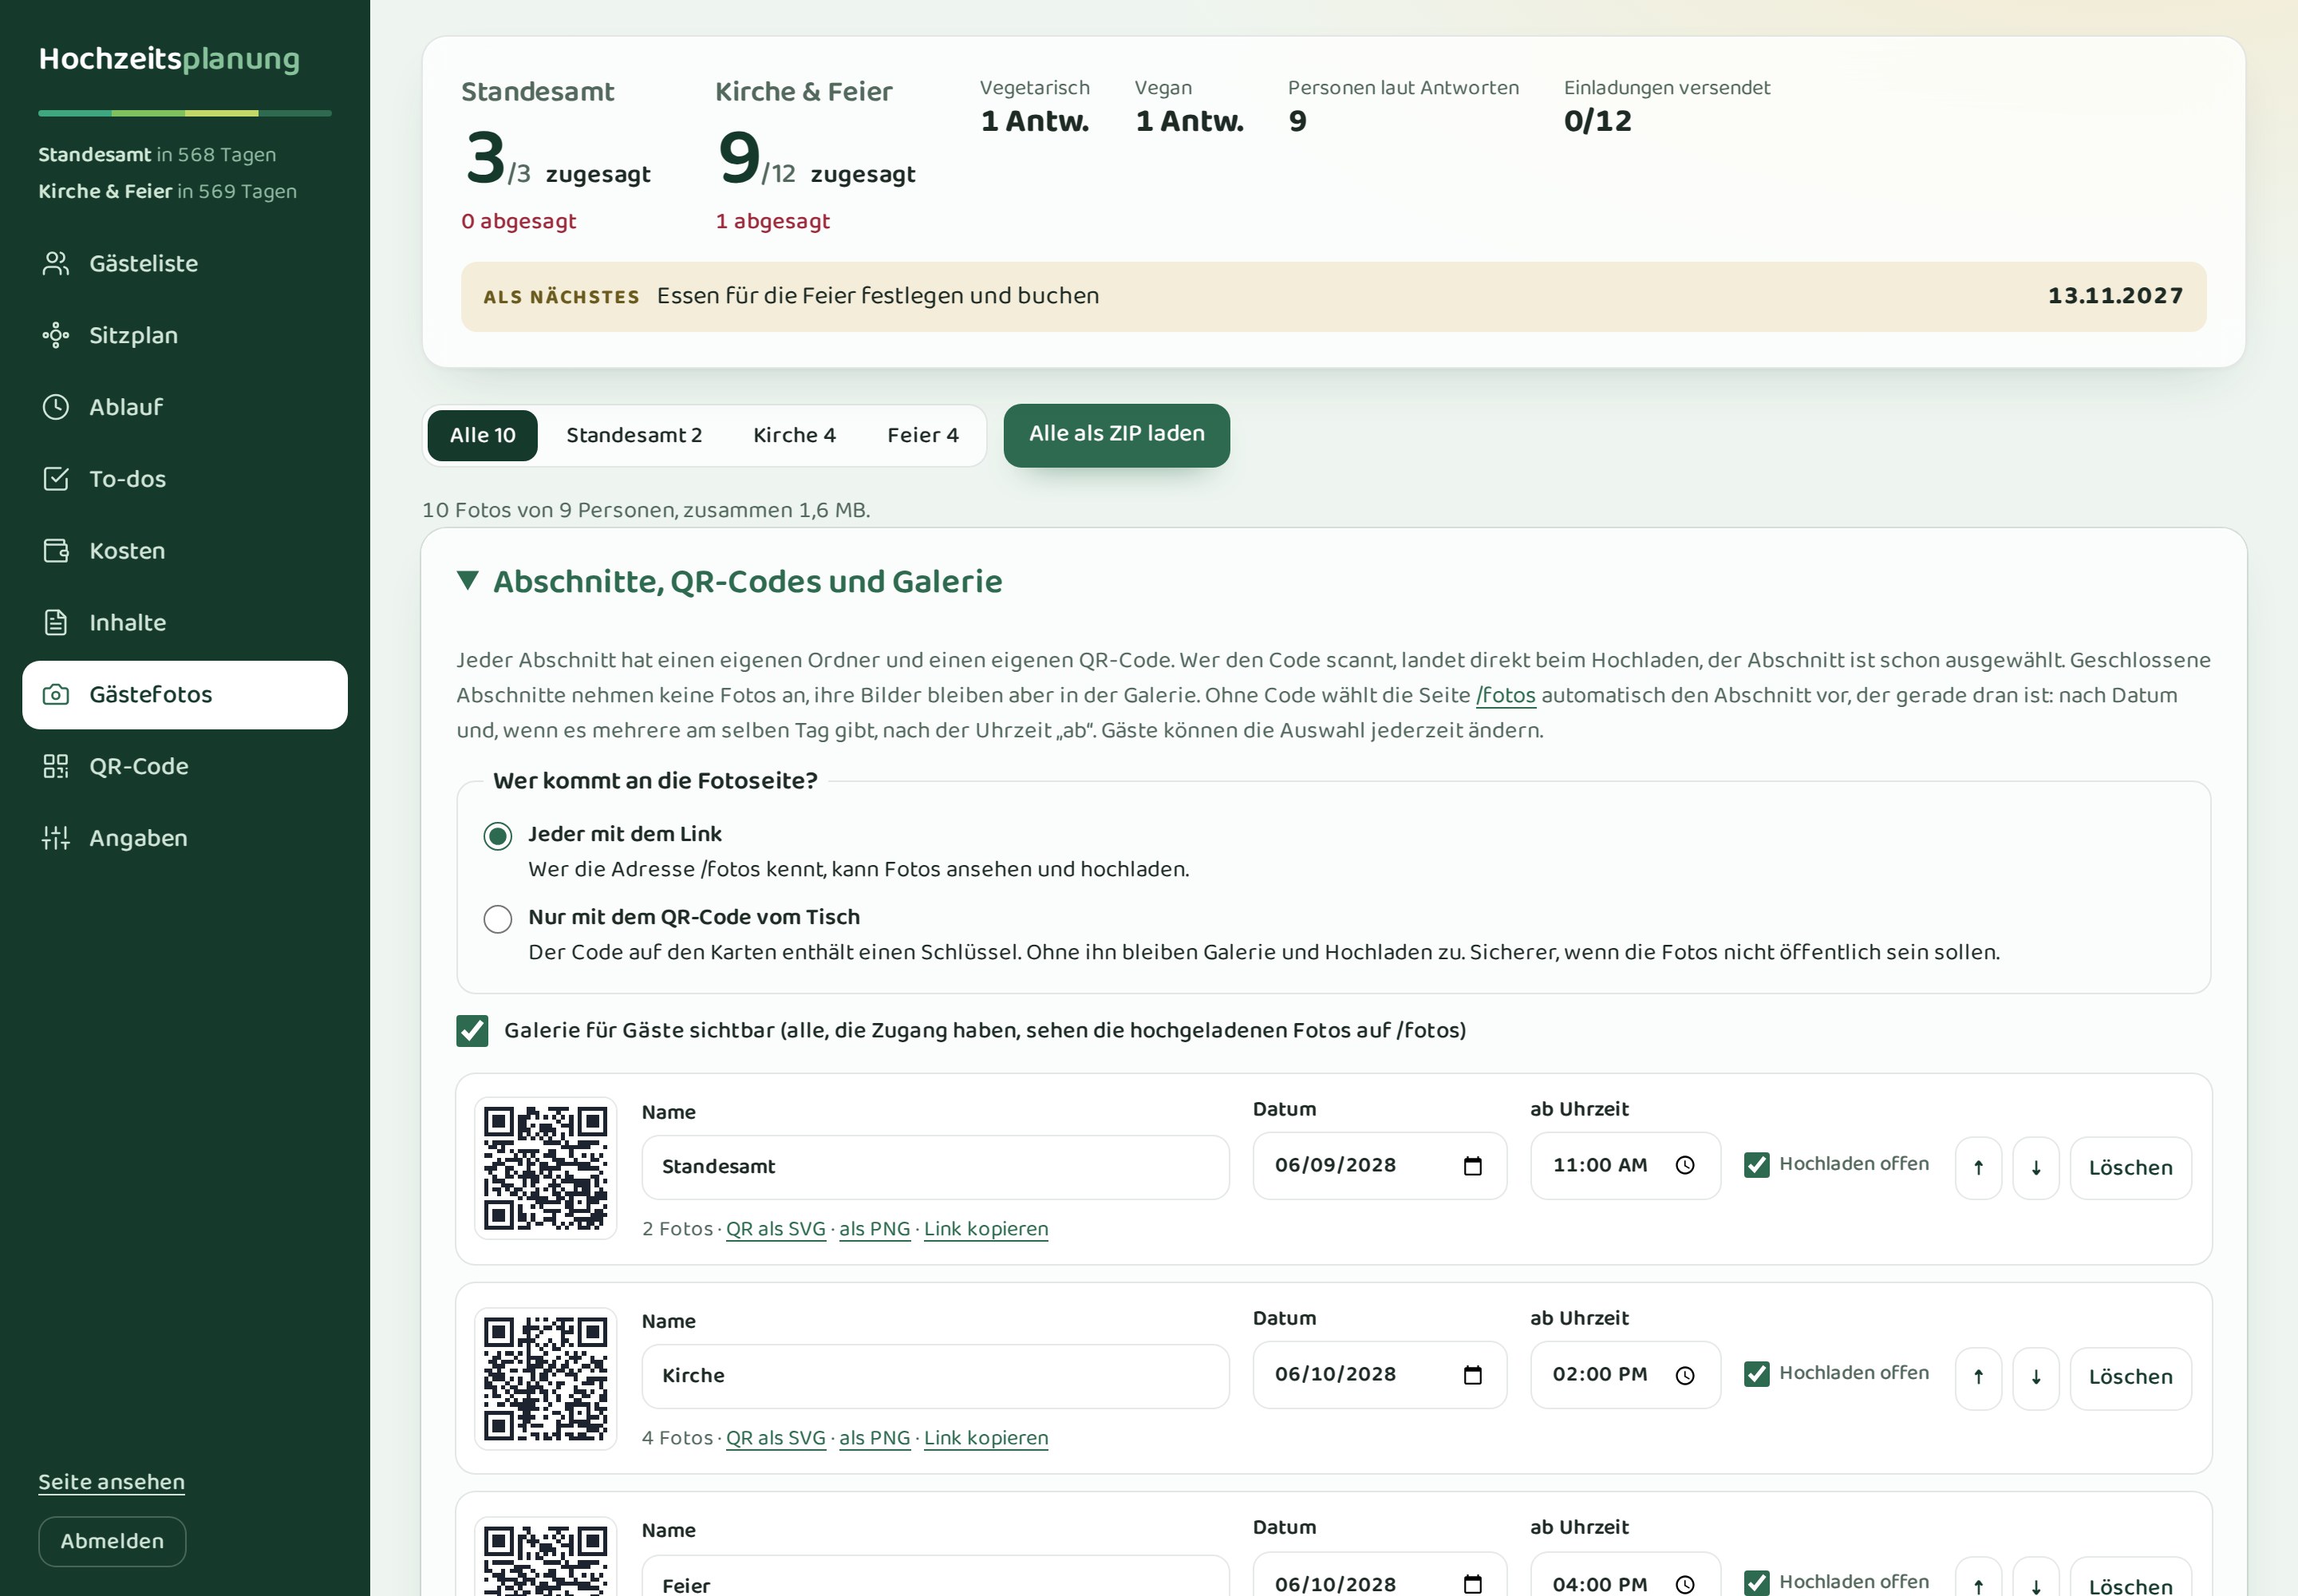 Hochzeitsplanung
Standesamt in 568 Tagen
Kirche & Feier in 569 Tagen
Gästeliste
Sitzplan
Ablauf
To-dos
Kosten
Inhalte
Gästefotos
QR-Code
Angaben
Seite ansehen
Abmelden
Standesamt
3/3 zugesagt
0 abgesagt
Kirche & Feier
9/12 zugesagt
1 abgesagt
Vegetarisch
1 Antw.
Vegan
1 Antw.
Personen laut Antworten
9
Einladungen versendet
0/12
ALS NÄCHSTES Essen für die Feier festlegen und buchen 13.11.2027
Alle 10 Standesamt 2 Kirche 4 Feier 4 Alle als ZIP laden
10 Fotos von 9 Personen, zusammen 1,6 MB.
▼ Abschnitte, QR-Codes und Galerie
Jeder Abschnitt hat einen eigenen Ordner und einen eigenen QR-Code. Wer den Code scannt, landet direkt beim Hochladen, der Abschnitt ist schon ausgewählt. Geschlossene
Abschnitte nehmen keine Fotos an, ihre Bilder bleiben aber in der Galerie. Ohne Code wählt die Seite /fotos automatisch den Abschnitt vor, der gerade dran ist: nach Datum
und, wenn es mehrere am selben Tag gibt, nach der Uhrzeit „ab“. Gäste können die Auswahl jederzeit ändern.
Wer kommt an die Fotoseite?
Jeder mit dem Link
Wer die Adresse /fotos kennt, kann Fotos ansehen und hochladen.
Nur mit dem QR-Code vom Tisch
Der Code auf den Karten enthält einen Schlüssel. Ohne ihn bleiben Galerie und Hochladen zu. Sicherer, wenn die Fotos nicht öffentlich sein sollen.
Galerie für Gäste sichtbar (alle, die Zugang haben, sehen die hochgeladenen Fotos auf /fotos)
Name Datum ab Uhrzeit
Standesamt 06/09/2028 11:00 AM Hochladen offen ↑ ↓ Löschen
2 Fotos · QR als SVG · als PNG · Link kopieren
Name Datum ab Uhrzeit
Kirche 06/10/2028 02:00 PM Hochladen offen ↑ ↓ Löschen
4 Fotos · QR als SVG · als PNG · Link kopieren
Name Datum ab Uhrzeit
Feier 06/10/2028 04:00 PM Hochladen offen ↑ ↓ Löschen